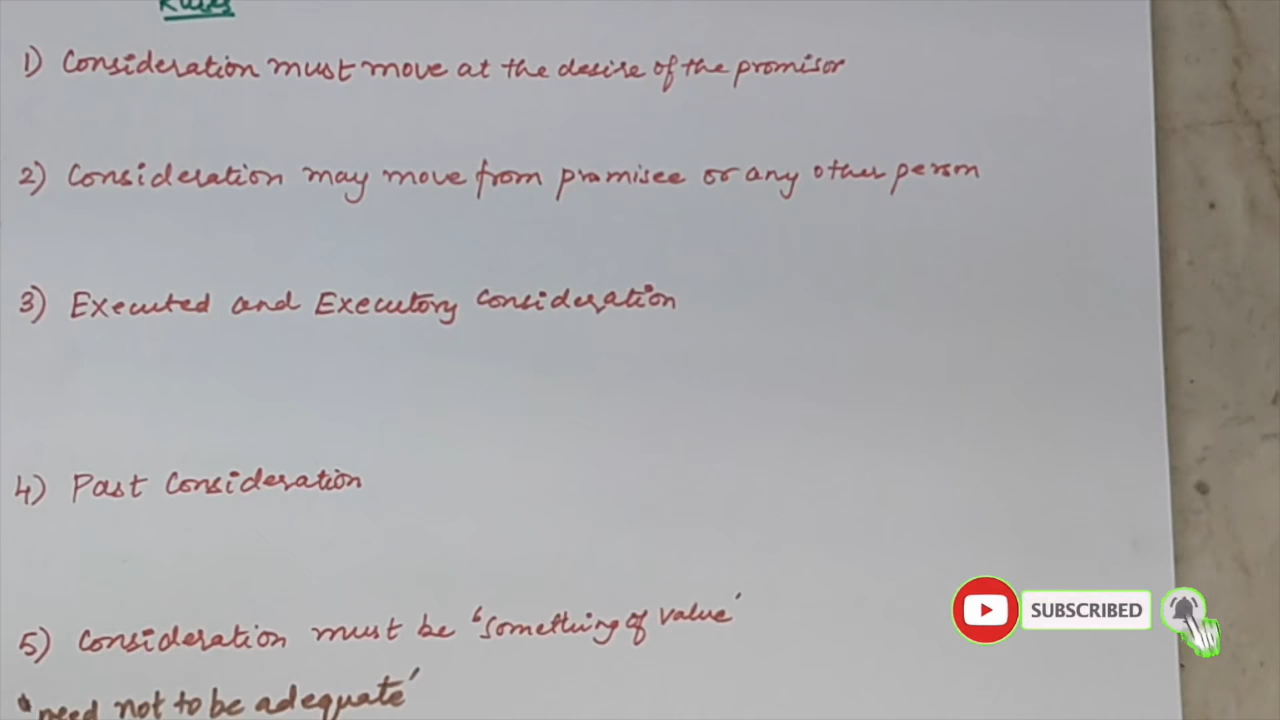 Rules
1) Consideration must move at the desire of the promisor
2) Consideration may move from promisee or any other person
3) Executed and Executory Consideration
4) Past Consideration
5) Consideration must be 'something of value'
SUBSCRIBED
'need not to be adequate'